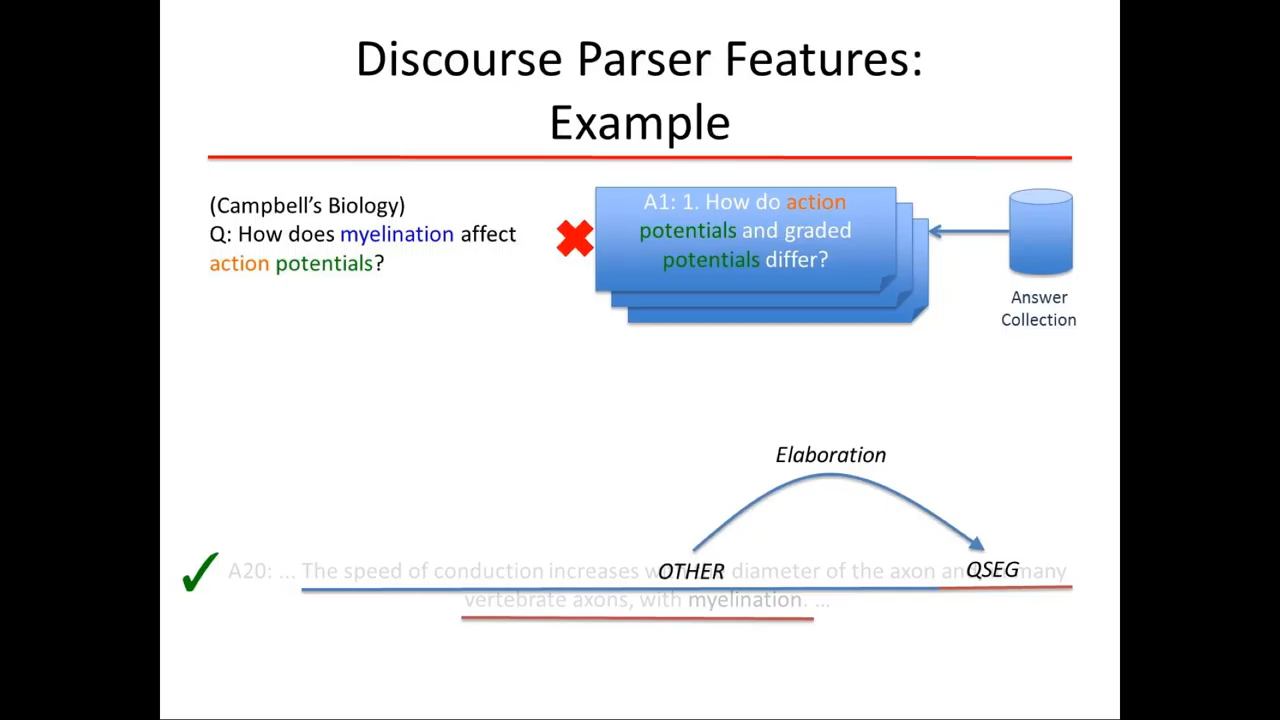 Discourse Parser Features:
Example
(Campbell's Biology)
Q: How does myelination affect
action potentials?
A1: 1. How do action
potentials and graded
potentials differ?
Answer
Collection
Elaboration
OTHER
QSEG
A20: ... The speed of conduction increases diameter of the axon many
vertebrate axons, with myelination. ...